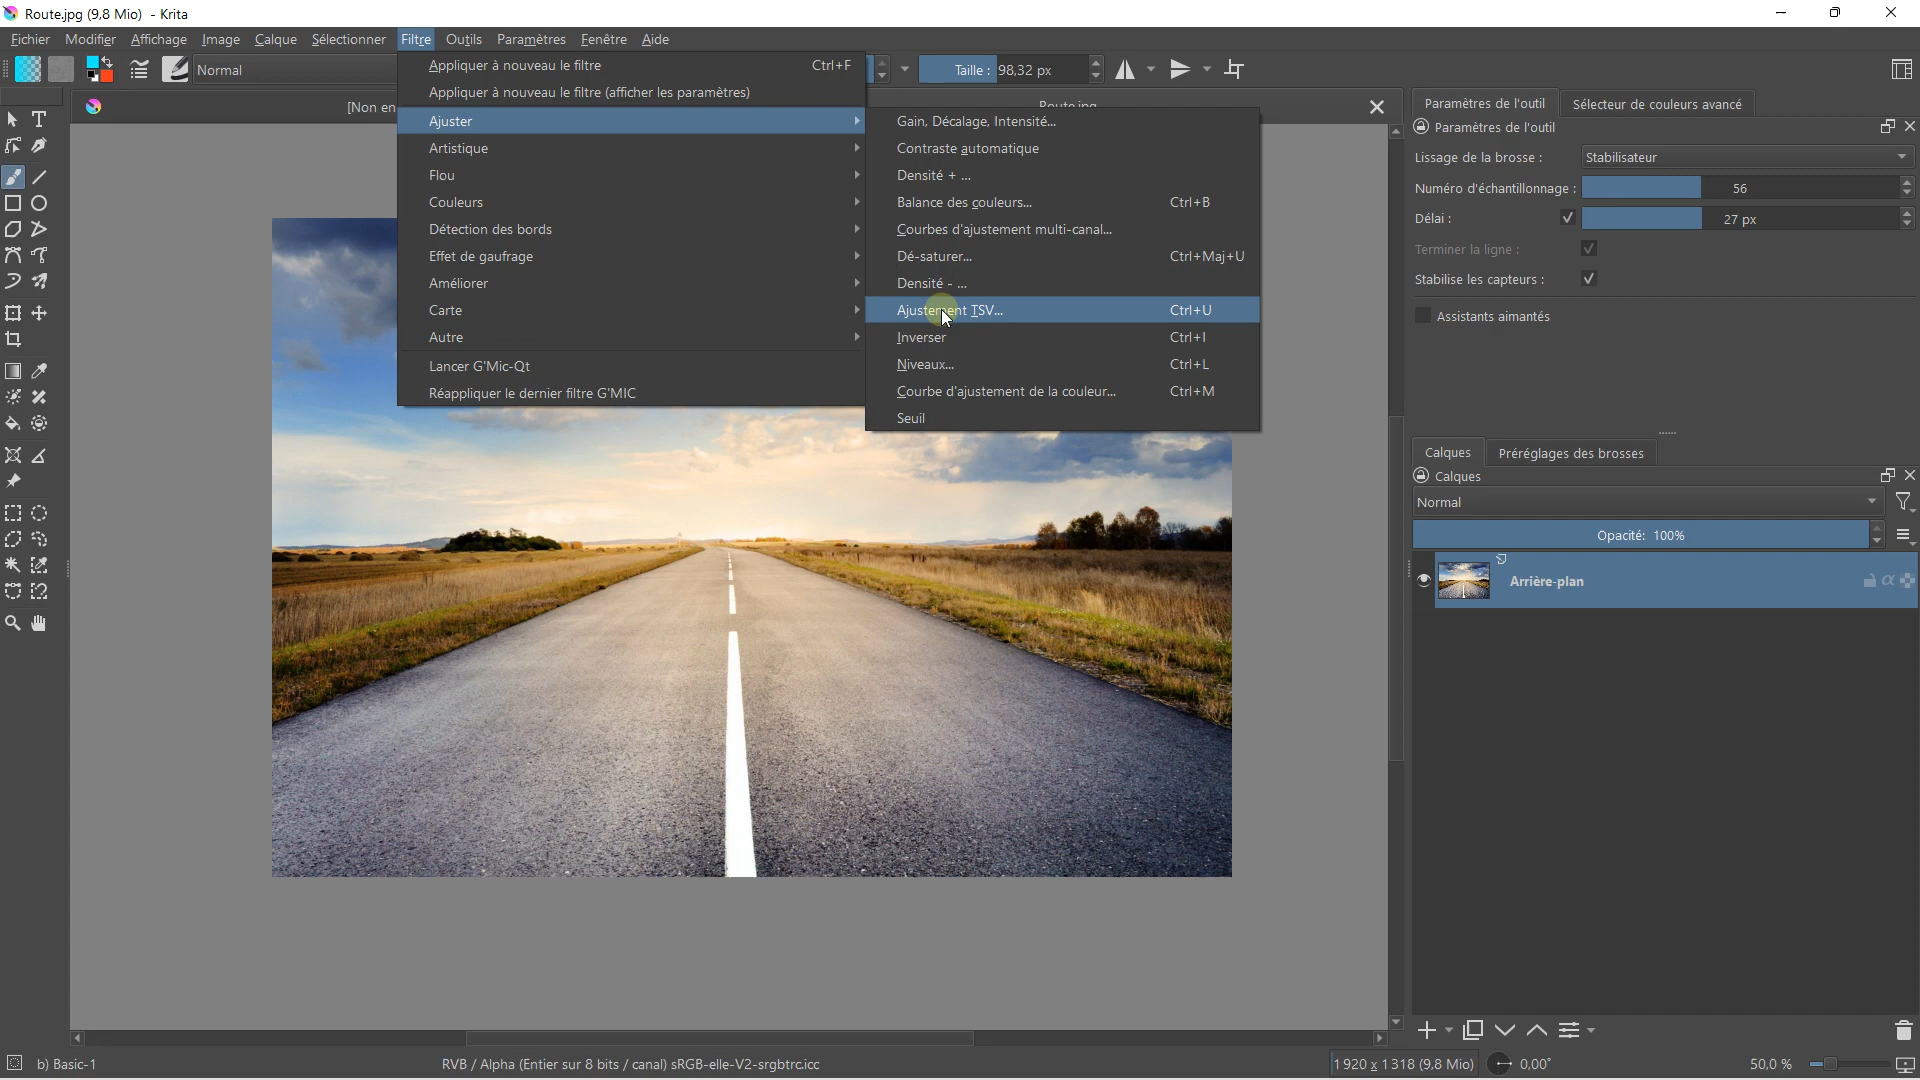 Route.jpg (9,8 Mio)  - Krita
Fichier Modifier Affichage Image Calque Sélectionner Filtre Outils Paramètres Fenêtre Aide
Normal
Taille : 98,32 px
[Non en
Appliquer à nouveau le filtre Ctrl+F
Appliquer à nouveau le filtre (afficher les paramètres)
Ajuster
Artistique
Flou
Couleurs
Détection des bords
Effet de gaufrage
Améliorer
Carte
Autre
Lancer G'Mic-Qt
Réappliquer le dernier filtre G'MIC
Route.jpg
Gain, Décalage, Intensité...
Contraste automatique
Densité + ...
Balance des couleurs... Ctrl+B
Courbes d'ajustement multi-canal...
Dé-saturer... Ctrl+Maj+U
Densité - ...
Ajustement TSV... Ctrl+U
Inverser Ctrl+I
Niveaux... Ctrl+L
Courbe d'ajustement de la couleur... Ctrl+M
Seuil
Paramètres de l'outil Sélecteur de couleurs avancé
Paramètres de l'outil
Lissage de la brosse : Stabilisateur
Numéro d'échantillonnage : 56
Délai : 27 px
Terminer la ligne :
Stabilise les capteurs :
Assistants aimantés
Calques Préréglages des brosses
Calques
Normal
Opacité: 100%
Arrière-plan
b) Basic-1
RVB / Alpha (Entier sur 8 bits / canal) sRGB-elle-V2-srgbtrc.icc
1 920 x 1 318 (9,8 Mio)
0,00°
50,0 %